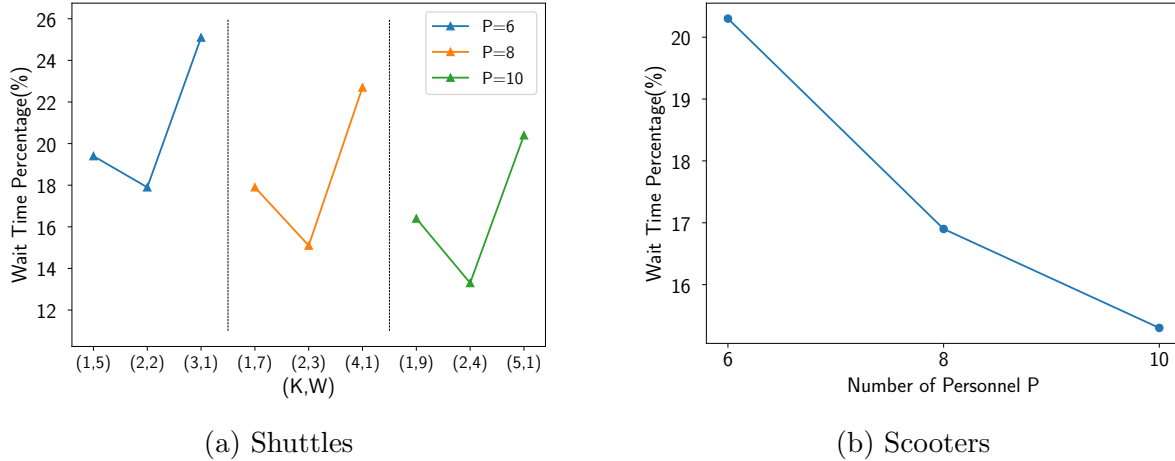 Wait Time Percentage(%)
26
24
22
20
18
16
14
12
P=6
P=8
P=10
(1,5) (2,2) (3,1) (1,7) (2,3) (4,1) (1,9) (2,4) (5,1)
(K,W)
(a) Shuttles
Wait Time Percentage(%)
20
19
18
17
16
6 8 10
Number of Personnel P
(b) Scooters